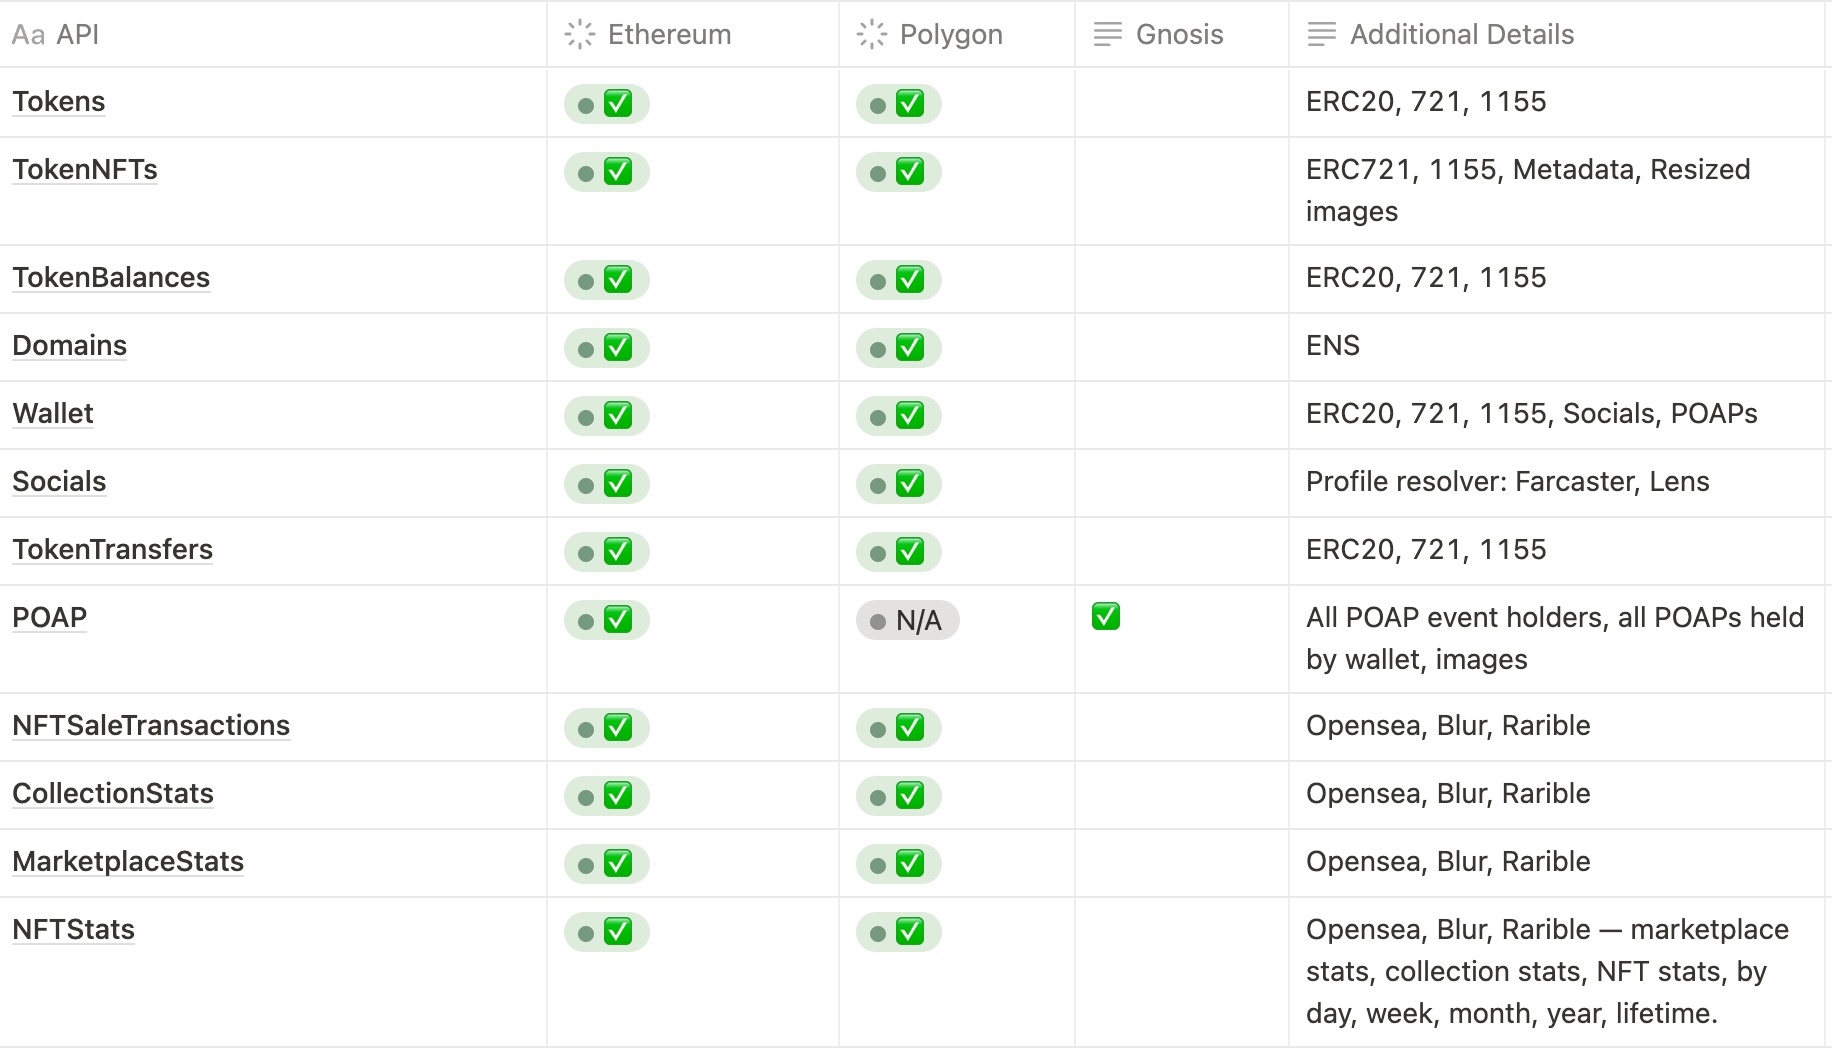 Aa API Ethereum Polygon Gnosis Additional Details
Tokens ✅ ✅ ERC20, 721, 1155
TokenNFTs ✅ ✅ ERC721, 1155, Metadata, Resized
images
TokenBalances ✅ ✅ ERC20, 721, 1155
Domains ✅ ✅ ENS
Wallet ✅ ✅ ERC20, 721, 1155, Socials, POAPs
Socials ✅ ✅ Profile resolver: Farcaster, Lens
TokenTransfers ✅ ✅ ERC20, 721, 1155
POAP ✅ N/A ✅ All POAP event holders, all POAPs held
by wallet, images
NFTSaleTransactions ✅ ✅ Opensea, Blur, Rarible
CollectionStats ✅ ✅ Opensea, Blur, Rarible
MarketplaceStats ✅ ✅ Opensea, Blur, Rarible
NFTStats ✅ ✅ Opensea, Blur, Rarible — marketplace
stats, collection stats, NFT stats, by
day, week, month, year, lifetime.